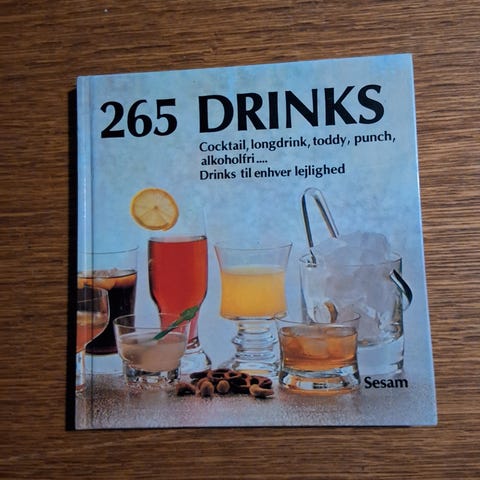 265 DRINKS
Cocktail, longdrink, toddy, punch,
alkoholfri....
Drinks til enhver lejlighed
Sesam